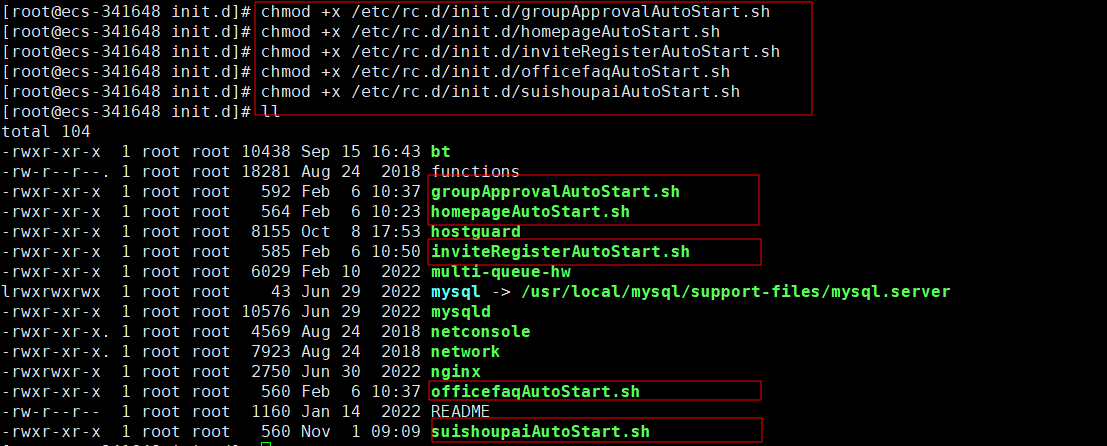 [root@ecs-341648 init.d]# chmod +x /etc/rc.d/init.d/groupApprovalAutoStart.sh
[root@ecs-341648 init.d]# chmod +x /etc/rc.d/init.d/homepageAutoStart.sh
[root@ecs-341648 init.d]# chmod +x /etc/rc.d/init.d/inviteRegisterAutoStart.sh
[root@ecs-341648 init.d]# chmod +x /etc/rc.d/init.d/officefaqAutoStart.sh
[root@ecs-341648 init.d]# chmod +x /etc/rc.d/init.d/suishoupaiAutoStart.sh
[root@ecs-341648 init.d]# ll
total 104
-rwxr-xr-x  1 root root 10438 Sep 15 16:43 bt
-rw-r--r--. 1 root root 18281 Aug 24  2018 functions
-rwxr-xr-x  1 root root   592 Feb  6 10:37 groupApprovalAutoStart.sh
-rwxr-xr-x  1 root root   564 Feb  6 10:23 homepageAutoStart.sh
-rwxr-xr-x  1 root root  8155 Oct  8 17:53 hostguard
-rwxr-xr-x  1 root root   585 Feb  6 10:50 inviteRegisterAutoStart.sh
-rwxr-xr-x  1 root root  6029 Feb 10  2022 multi-queue-hw
lrwxrwxrwx  1 root root    43 Jun 29  2022 mysql -> /usr/local/mysql/support-files/mysql.server
-rwxr-xr-x  1 root root 10576 Jun 29  2022 mysqld
-rwxr-xr-x. 1 root root  4569 Aug 24  2018 netconsole
-rwxr-xr-x. 1 root root  7923 Aug 24  2018 network
-rwxrwxr-x  1 root root  2750 Jun 30  2022 nginx
-rwxr-xr-x  1 root root   560 Feb  6 10:37 officefaqAutoStart.sh
-rw-r--r--  1 root root  1160 Jan 14  2022 README
-rwxr-xr-x  1 root root   560 Nov  1 09:09 suishoupaiAutoStart.sh